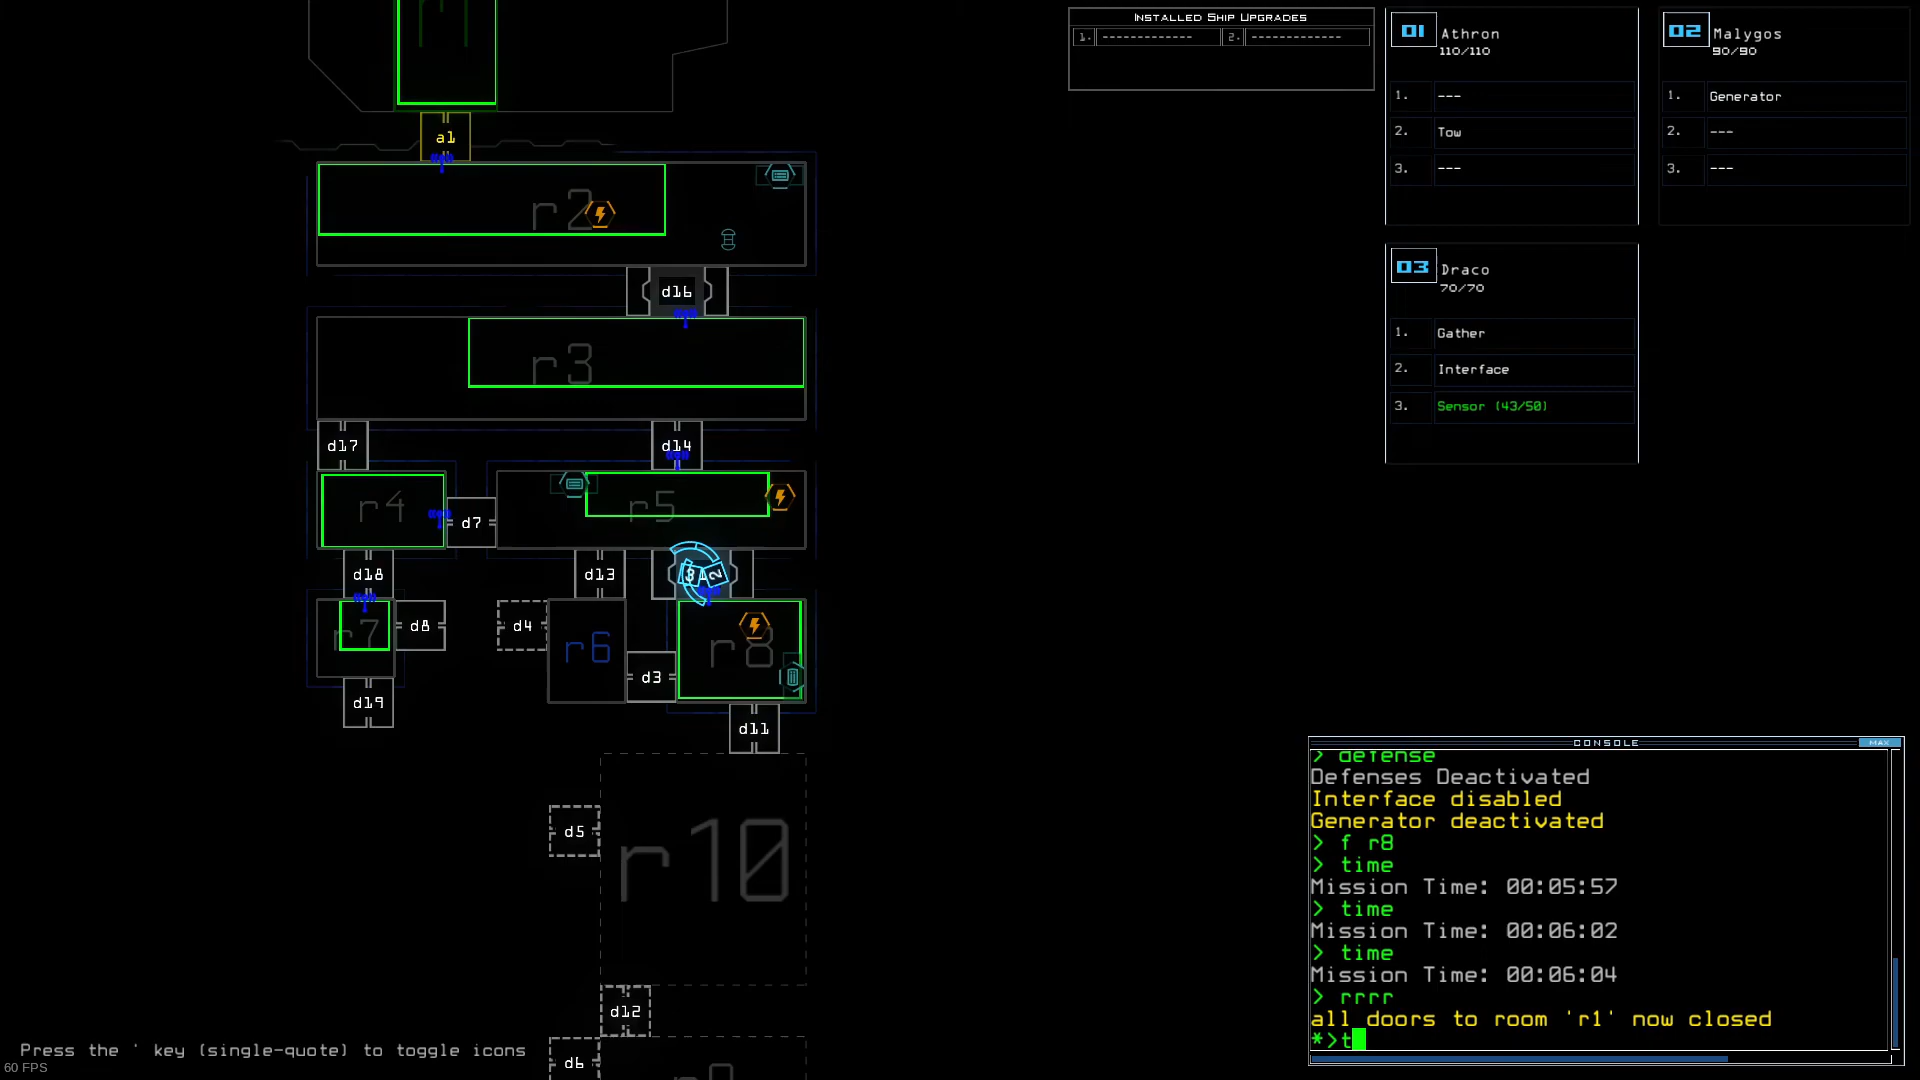 r1
a1
r2
d16
r3
d17
d14
r4
r5
d7
d18
d13
3
2
r7
d8
d4
r6
r8
d3
d19
d11
d5
r10
d12
d6
Press the ' key (single-quote) to toggle icons
60 FPS
Installed Ship Upgrades
1. -------------- 2. --------------
01 Athron
110/110
1. ---
2. Tow
3. ---
02 Malygos
90/90
1. Generator
2. ---
3. ---
03 Draco
70/70
1. Gather
2. Interface
3. Sensor (43/50)
CONSOLE
MAX
> defense
Defenses Deactivated
Interface disabled
Generator deactivated
> f r8
> time
Mission Time: 00:05:57
> time
Mission Time: 00:06:02
> time
Mission Time: 00:06:04
> rrrr
all doors to room 'r1' now closed
*>t